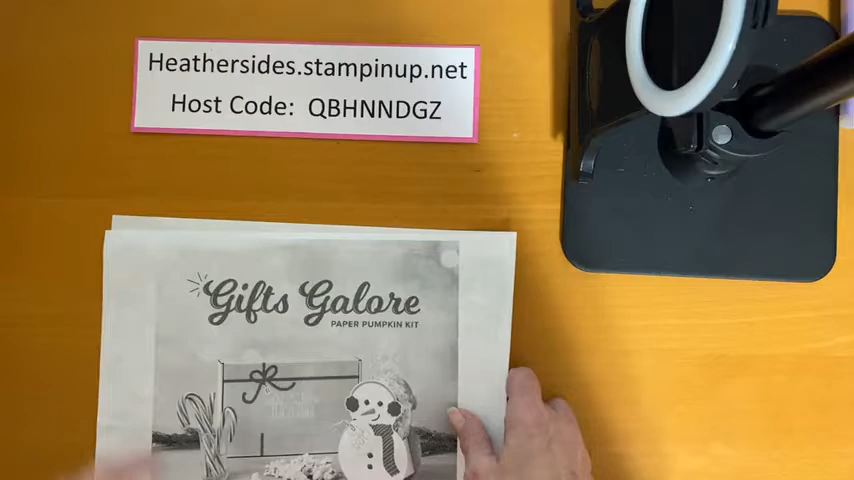 Heathersides.stampinup.net
Host Code: QBHNNDGZ
Gifts Galore
PAPER PUMPKIN KIT